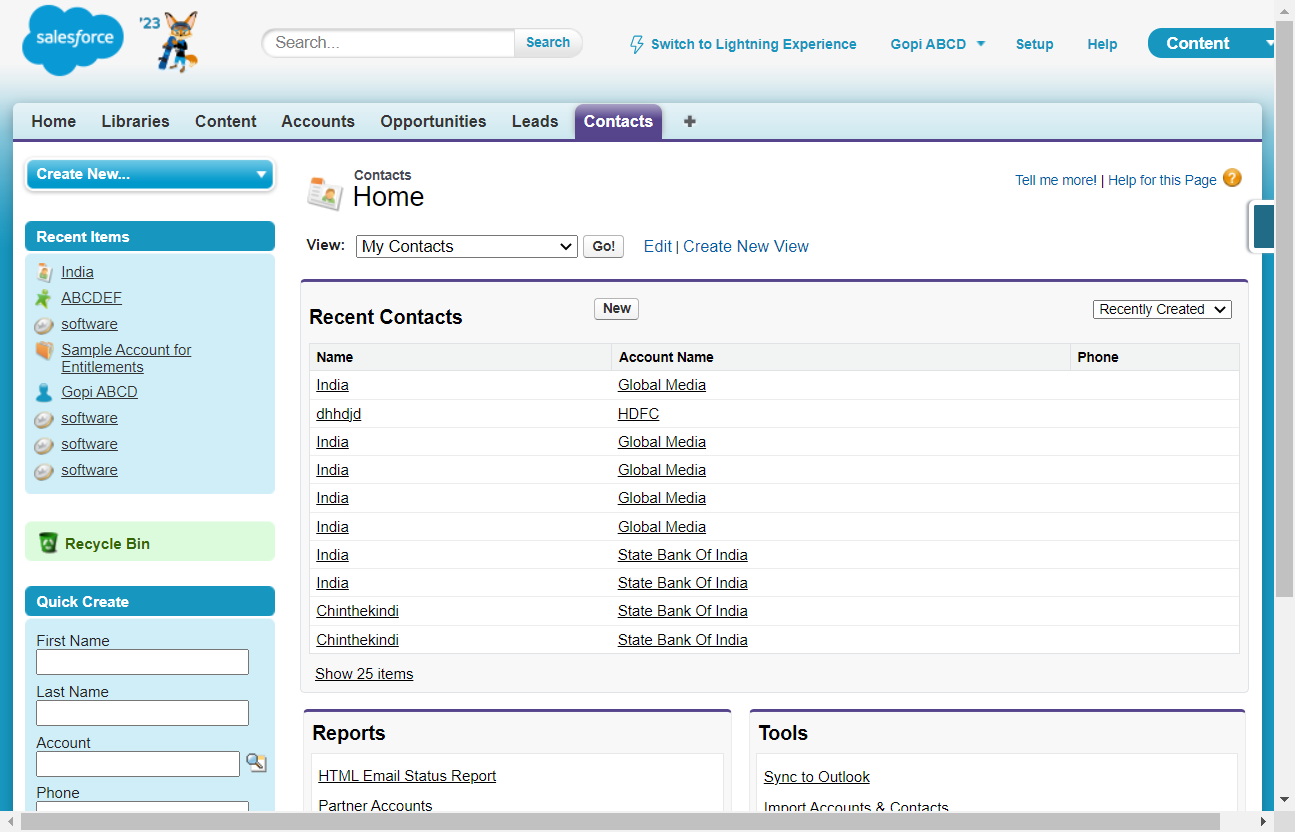 salesforce
'23
Search...
Search
Switch to Lightning Experience
Gopi ABCD
Setup
Help
Content
Home
Libraries
Content
Accounts
Opportunities
Leads
Contacts
+
Create New...
Recent Items
India
ABCDEF
software
Sample Account for
Entitlements
Gopi ABCD
software
software
software
Recycle Bin
Quick Create
First Name
Last Name
Account
Phone
Contacts
Home
Tell me more! | Help for this Page ?
View: My Contacts Go! Edit | Create New View
Recent Contacts New Recently Created
Name Account Name Phone
India Global Media
dhhdjd HDFC
India Global Media
India Global Media
India Global Media
India Global Media
India State Bank Of India
India State Bank Of India
Chinthekindi State Bank Of India
Chinthekindi State Bank Of India
Show 25 items
Reports
HTML Email Status Report
Partner Accounts
Tools
Sync to Outlook
Import Accounts & Contacts